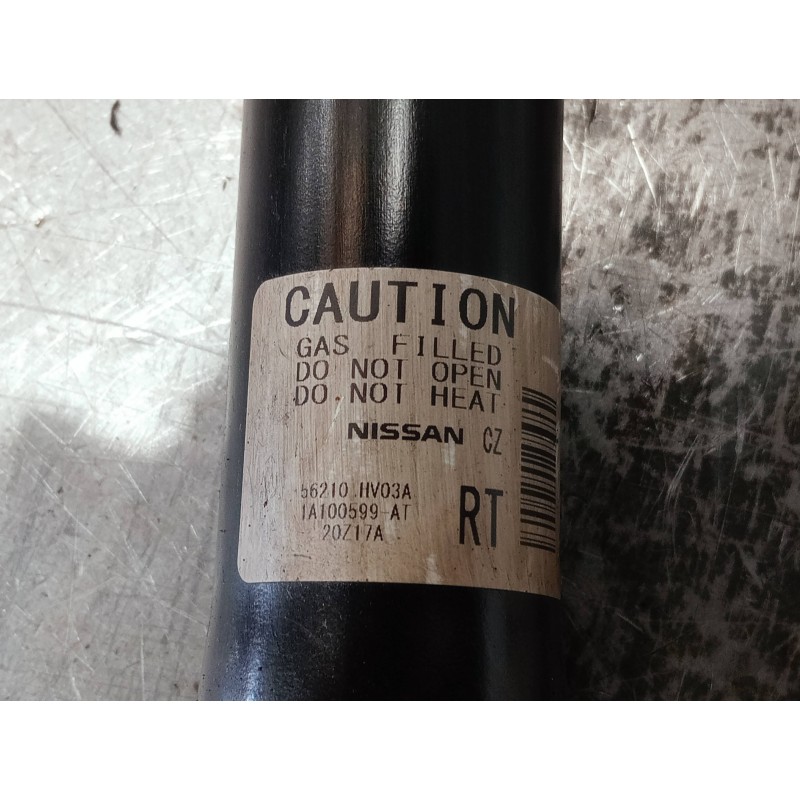 CAUTION
GAS FILLED
DO NOT OPEN
DO NOT HEAT
NISSAN CZ
56210 HV03A
1A100599-AT
20Z17A
RT